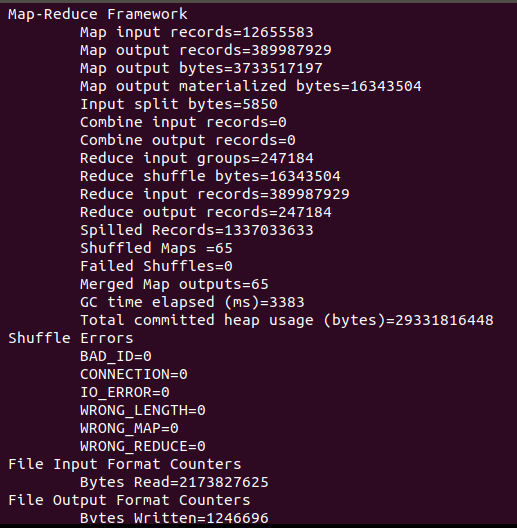 Map-Reduce Framework
Map input records=12655583
Map output records=389987929
Map output bytes=3733517197
Map output materialized bytes=16343504
Input split bytes=5850
Combine input records=0
Combine output records=0
Reduce input groups=247184
Reduce shuffle bytes=16343504
Reduce input records=389987929
Reduce output records=247184
Spilled Records=1337033633
Shuffled Maps =65
Failed Shuffles=0
Merged Map outputs=65
GC time elapsed (ms)=3383
Total committed heap usage (bytes)=29331816448
Shuffle Errors
BAD_ID=0
CONNECTION=0
IO_ERROR=0
WRONG_LENGTH=0
WRONG_MAP=0
WRONG_REDUCE=0
File Input Format Counters
Bytes Read=2173827625
File Output Format Counters
Bytes Written=1246696